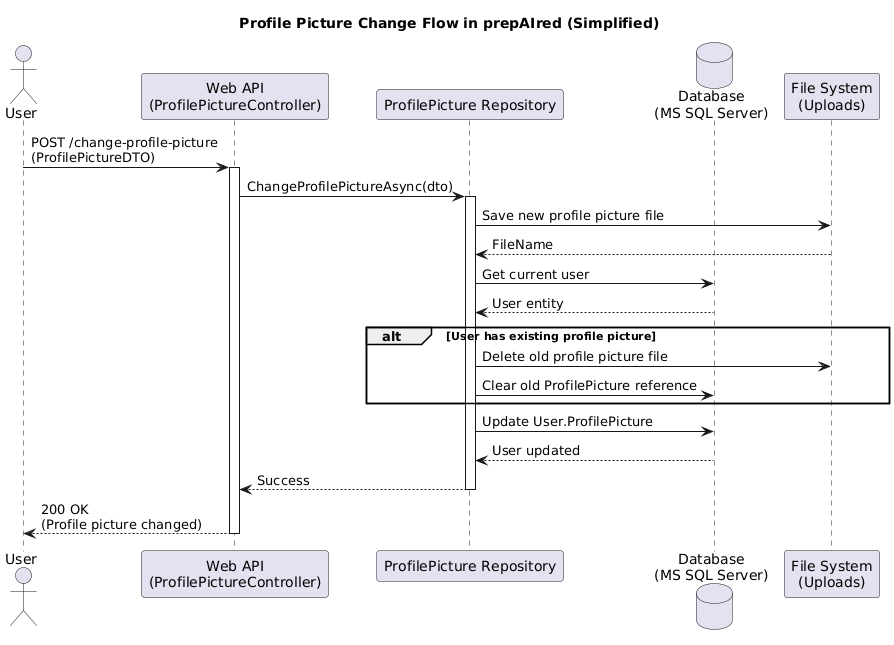 Profile Picture Change Flow in prepAIred (Simplified)
User
Web API
(ProfilePictureController)
ProfilePicture Repository
Database
(MS SQL Server)
File System
(Uploads)
POST /change-profile-picture
(ProfilePictureDTO)
ChangeProfilePictureAsync(dto)
Save new profile picture file
FileName
Get current user
User entity
alt
[User has existing profile picture]
Delete old profile picture file
Clear old ProfilePicture reference
Update User.ProfilePicture
User updated
Success
200 OK
(Profile picture changed)
User
Web API
(ProfilePictureController)
ProfilePicture Repository
Database
(MS SQL Server)
File System
(Uploads)